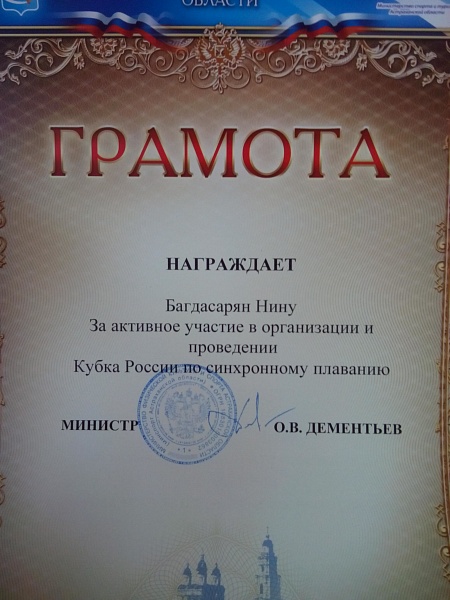 ОБЛАСТИ
ГРАМОТА
НАГРАЖДАЕТ
Багдасарян Нину
За активное участие в организации и
проведении
Кубка России по синхронному плаванию
МИНИСТР
О.В. ДЕМЕНТЬЕВ